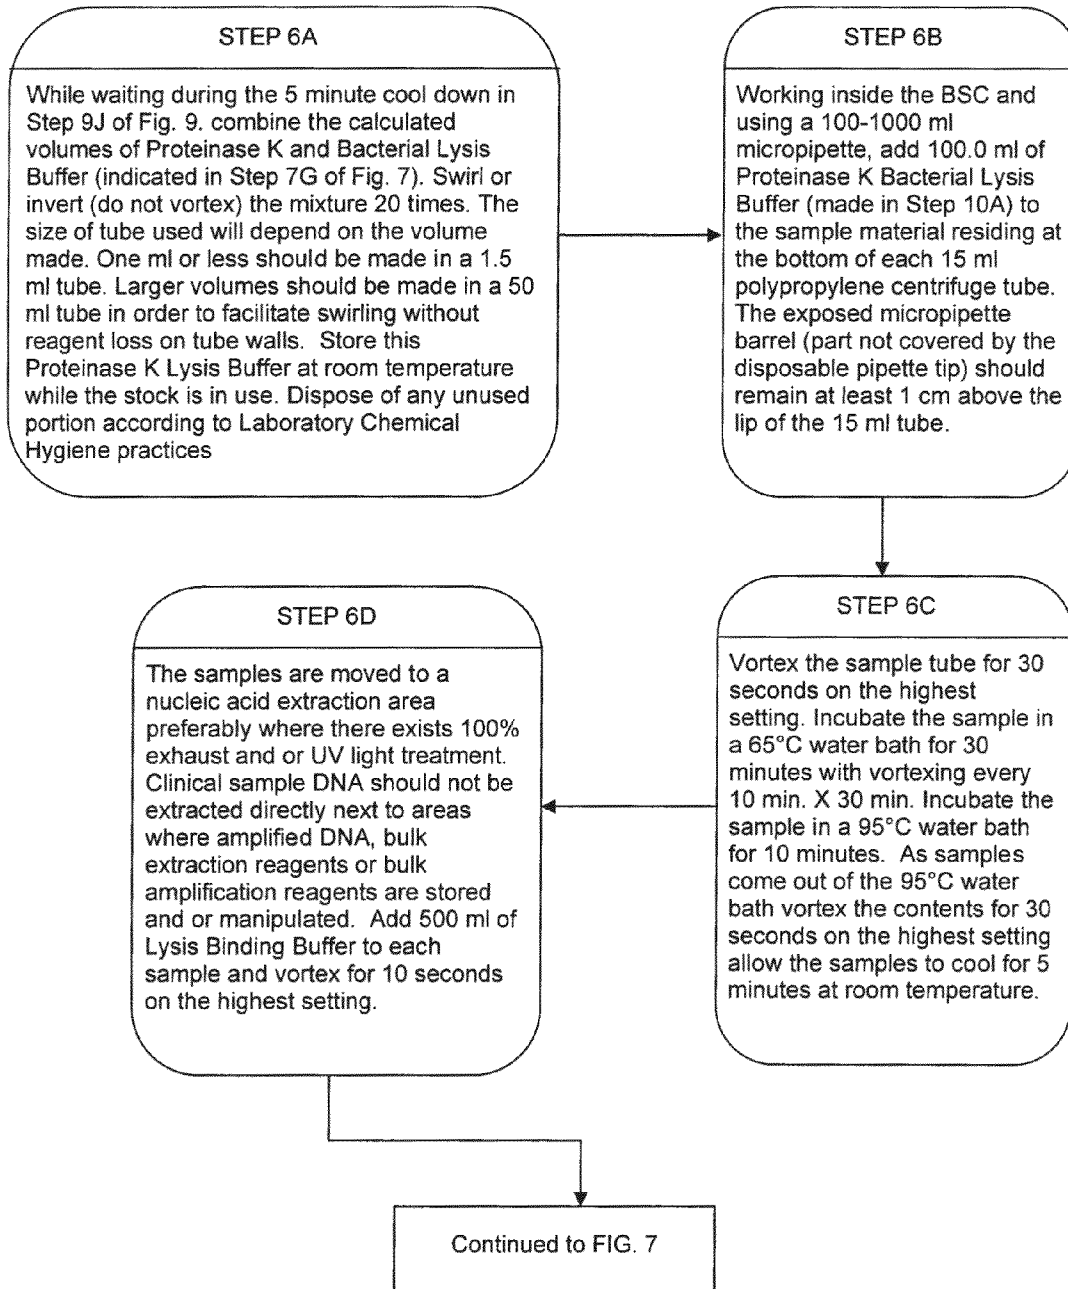 STEP 6A
While waiting during the 5 minute cool down in
Step 9J of Fig. 9. combine the calculated
volumes of Proteinase K and Bacterial Lysis
Buffer (indicated in Step 7G of Fig. 7). Swirl or
invert (do not vortex) the mixture 20 times. The
size of tube used will depend on the volume
made. One ml or less should be made in a 1.5
ml tube. Larger volumes should be made in a 50
ml tube in order to facilitate swirling without
reagent loss on tube walls. Store this
Proteinase K Lysis Buffer at room temperature
while the stock is in use. Dispose of any unused
portion according to Laboratory Chemical
Hygiene practices
STEP 6B
Working inside the BSC and
using a 100-1000 ml
micropipette, add 100.0 ml of
Proteinase K Bacterial Lysis
Buffer (made in Step 10A) to
the sample material residing at
the bottom of each 15 ml
polypropylene centrifuge tube.
The exposed micropipette
barrel (part not covered by the
disposable pipette tip) should
remain at least 1 cm above the
lip of the 15 ml tube.
STEP 6C
Vortex the sample tube for 30
seconds on the highest
setting. Incubate the sample in
a 65°C water bath for 30
minutes with vortexing every
10 min. X 30 min. Incubate the
sample in a 95°C water bath
for 10 minutes. As samples
come out of the 95°C water
bath vortex the contents for 30
seconds on the highest setting
allow the samples to cool for 5
minutes at room temperature.
STEP 6D
The samples are moved to a
nucleic acid extraction area
preferably where there exists 100%
exhaust and or UV light treatment.
Clinical sample DNA should not be
extracted directly next to areas
where amplified DNA, bulk
extraction reagents or bulk
amplification reagents are stored
and or manipulated. Add 500 ml of
Lysis Binding Buffer to each
sample and vortex for 10 seconds
on the highest setting.
Continued to FIG. 7